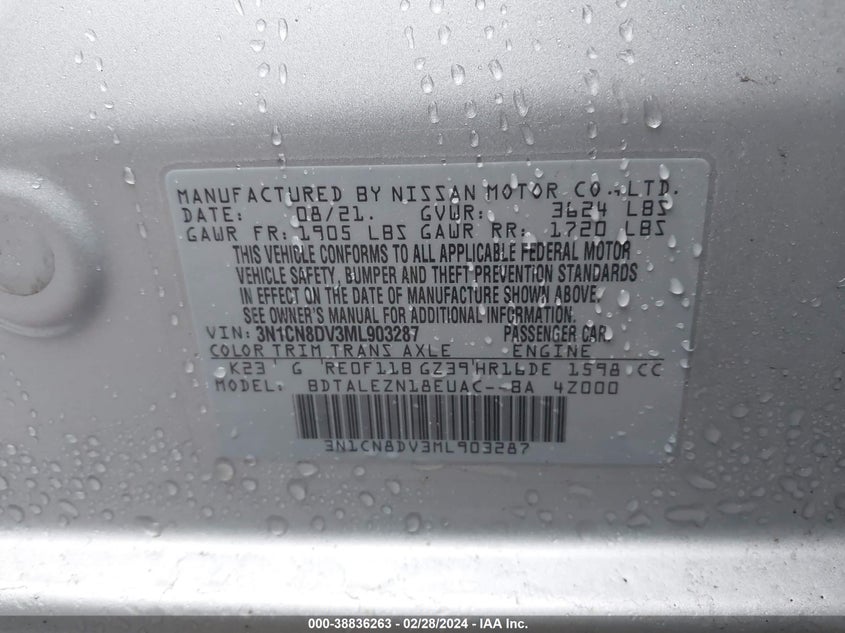 MANUFACTURED BY NISSAN MOTOR CO., LTD.
DATE: 08/21. GVWR: 3624 LBS
GAWR FR: 1905 LBS GAWR RR: 1720 LBS
THIS VEHICLE CONFORMS TO ALL APPLICABLE FEDERAL MOTOR
VEHICLE SAFETY, BUMPER AND THEFT PREVENTION STANDARDS
IN EFFECT ON THE DATE OF MANUFACTURE SHOWN ABOVE.
SEE OWNER'S MANUAL FOR ADDITIONAL INFORMATION.
VIN: 3N1CN8DV3ML903287 PASSENGER CAR
COLOR TRIM TRANS AXLE ENGINE
K23 G RE0F11B GZ39 HR16DE 1598 CC
BDTALEZN18EUAC--BA 4Z000
3N1CN8DV3ML903287
000-38836263 - 02/28/2024 - IAA Inc.